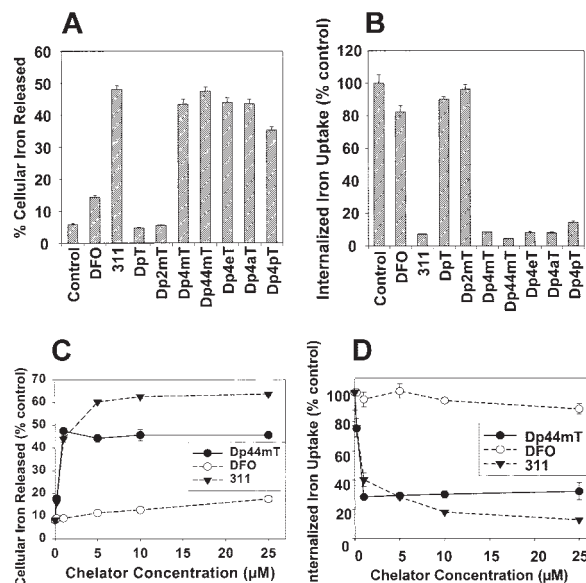 A
% Cellular Iron Released
60
50
40
30
20
10
0
Control
DFO
311
DpT
Dp2mT
Dp4mT
Dp44mT
Dp4eT
Dp4aT
Dp4pT
B
Internalized Iron Uptake (% control)
120
100
80
60
40
20
0
Control
DFO
311
DpT
Dp2mT
Dp4mT
Dp44mT
Dp4eT
Dp4aT
Dp4pT
C
Cellular Iron Released (% control)
70
60
50
40
30
20
10
0
Dp44mT
DFO
311
0 5 10 15 20 25
Chelator Concentration (µM)
D
Internalized Iron Uptake (% control)
100
80
60
40
20
0
Dp44mT
DFO
311
0 5 10 15 20 25
Chelator Concentration (µM)